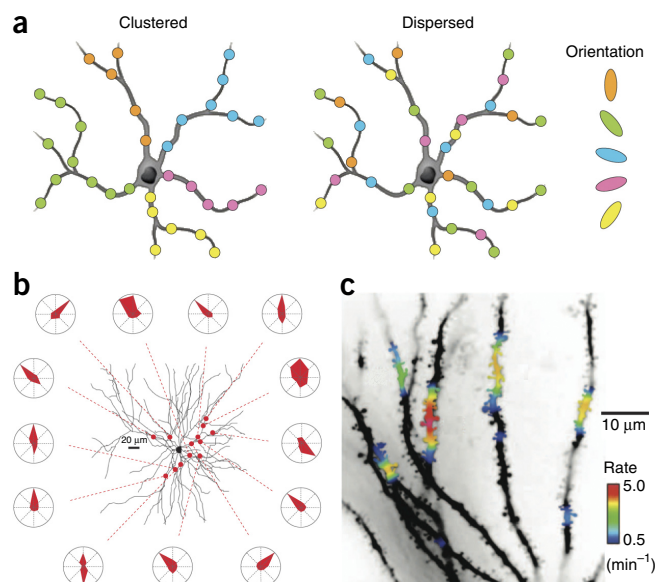 a
Clustered
Dispersed
Orientation
b
20 μm
c
10 μm
Rate
5.0
0.5
(min⁻¹)